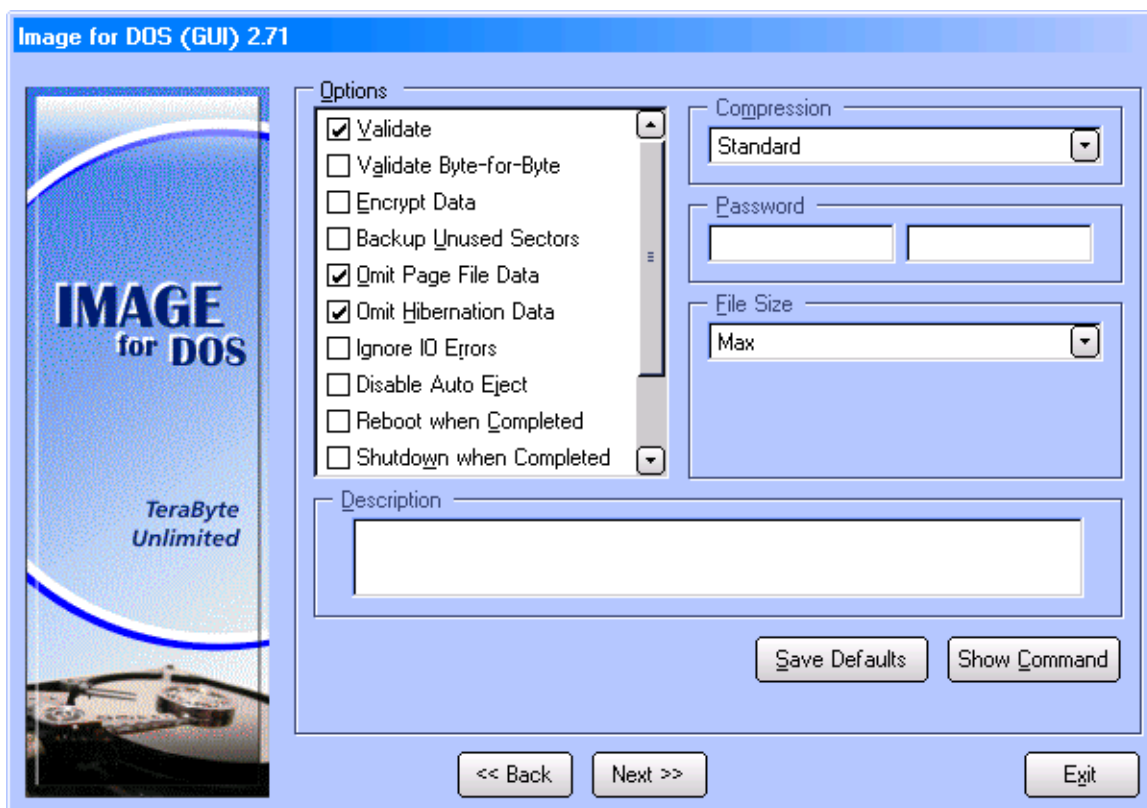 Image for DOS (GUI) 2.71
IMAGE
for DOS
TeraByte
Unlimited
Options
Validate
Validate Byte-for-Byte
Encrypt Data
Backup Unused Sectors
Omit Page File Data
Omit Hibernation Data
Ignore IO Errors
Disable Auto Eject
Reboot when Completed
Shutdown when Completed
Compression
Standard
Password
File Size
Max
Description
Save Defaults
Show Command
<< Back
Next >>
Exit